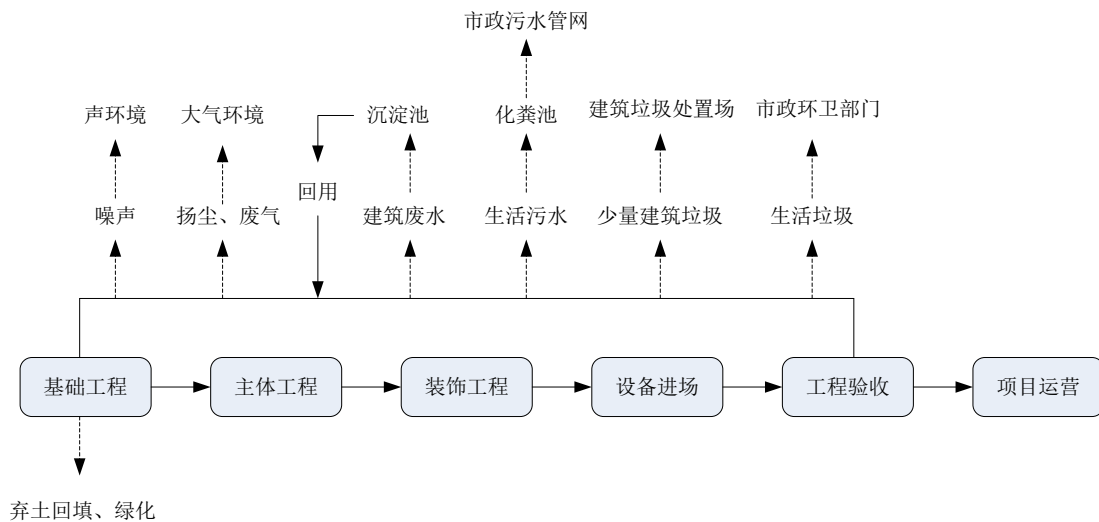 市政污水管网
声环境
大气环境
沉淀池
化粪池
建筑垃圾处置场
市政环卫部门
回用
噪声
扬尘、废气
建筑废水
生活污水
少量建筑垃圾
生活垃圾
基础工程
主体工程
装饰工程
设备进场
工程验收
项目运营
弃土回填、绿化